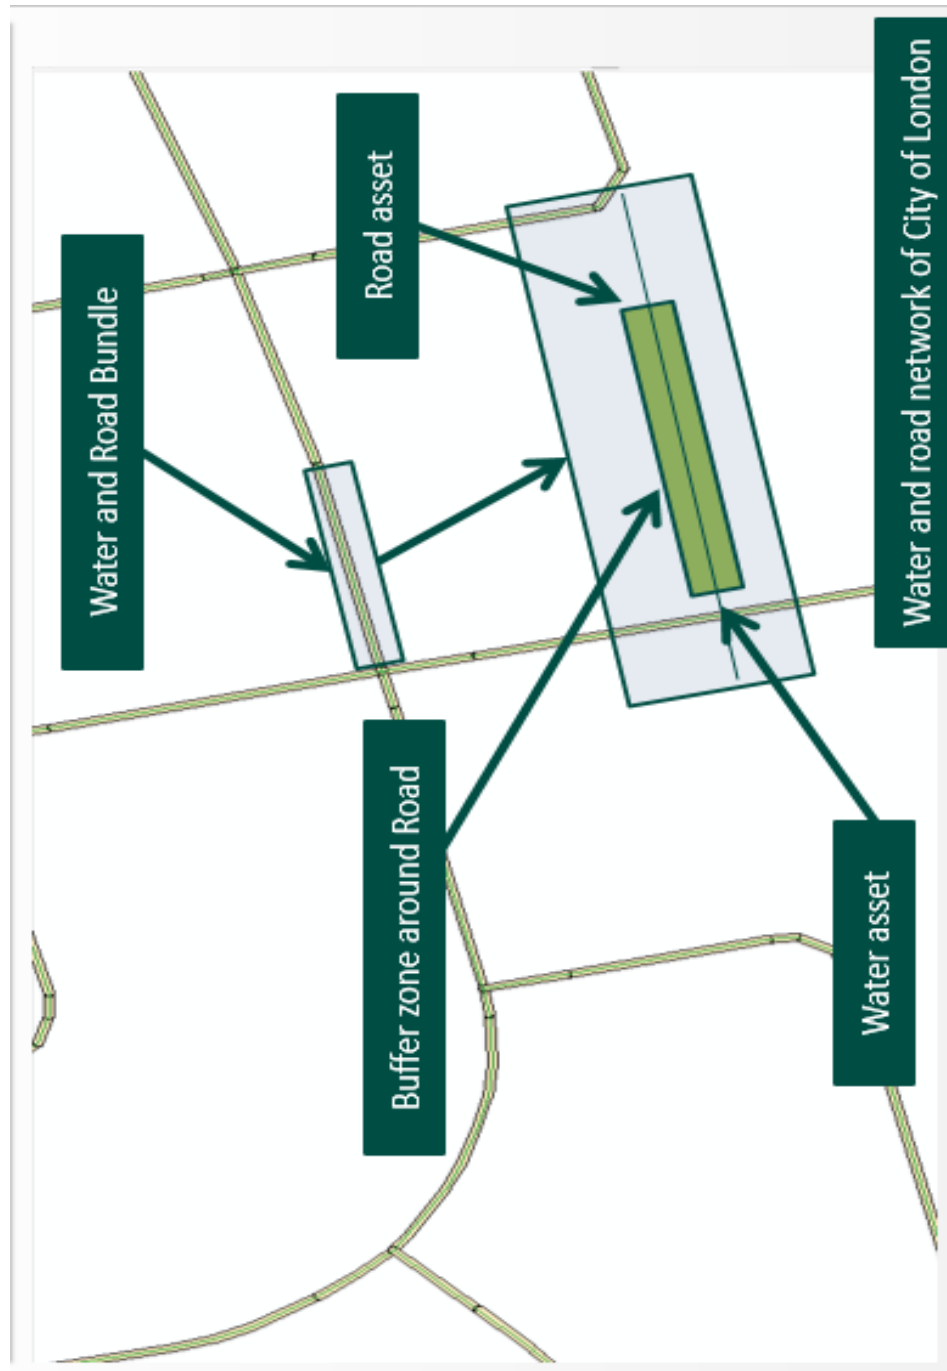 Water and Road Bundle
Road asset
Buffer zone around Road
Water asset
Water and road network of City of London